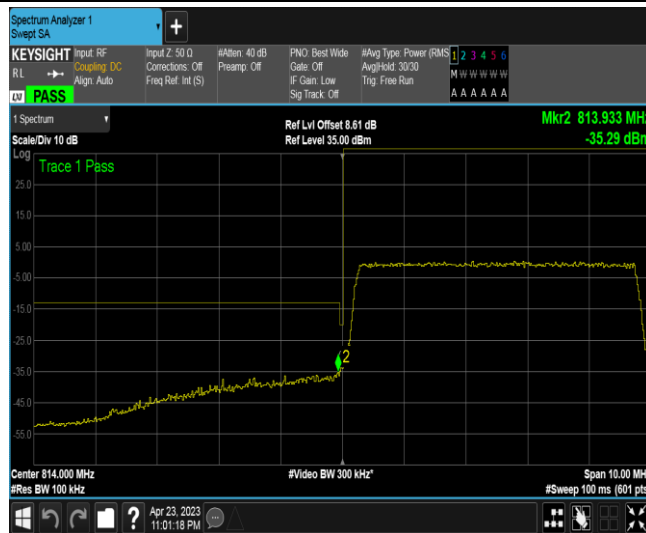 Spectrum Analyzer 1
Swept SA
+
KEYSIGHT
RL
LXI PASS
Input: RF
Coupling: DC
Align: Auto
Input Z: 50 Ω
Corrections: Off
Freq Ref: Int (S)
#Atten: 40 dB
Preamp: Off
PNO: Best Wide
Gate: Off
IF Gain: Low
Sig Track: Off
#Avg Type: Power (RMS
Avg|Hold: 30/30
Trig: Free Run
1 2 3 4 5 6
M W W W W W
A A A A A A
1 Spectrum
Scale/Div 10 dB
Ref Lvl Offset 8.61 dB
Ref Level 35.00 dBm
Mkr2 813.933 MHz
-35.29 dBm
Log
Trace 1 Pass
25.0
15.0
5.00
-5.00
-15.0
-25.0
-35.0
-45.0
-55.0
2
Center 814.000 MHz
#Res BW 100 kHz
#Video BW 300 kHz*
Span 10.00 MHz
#Sweep 100 ms (601 pts
?
Apr 23, 2023
11:01:18 PM